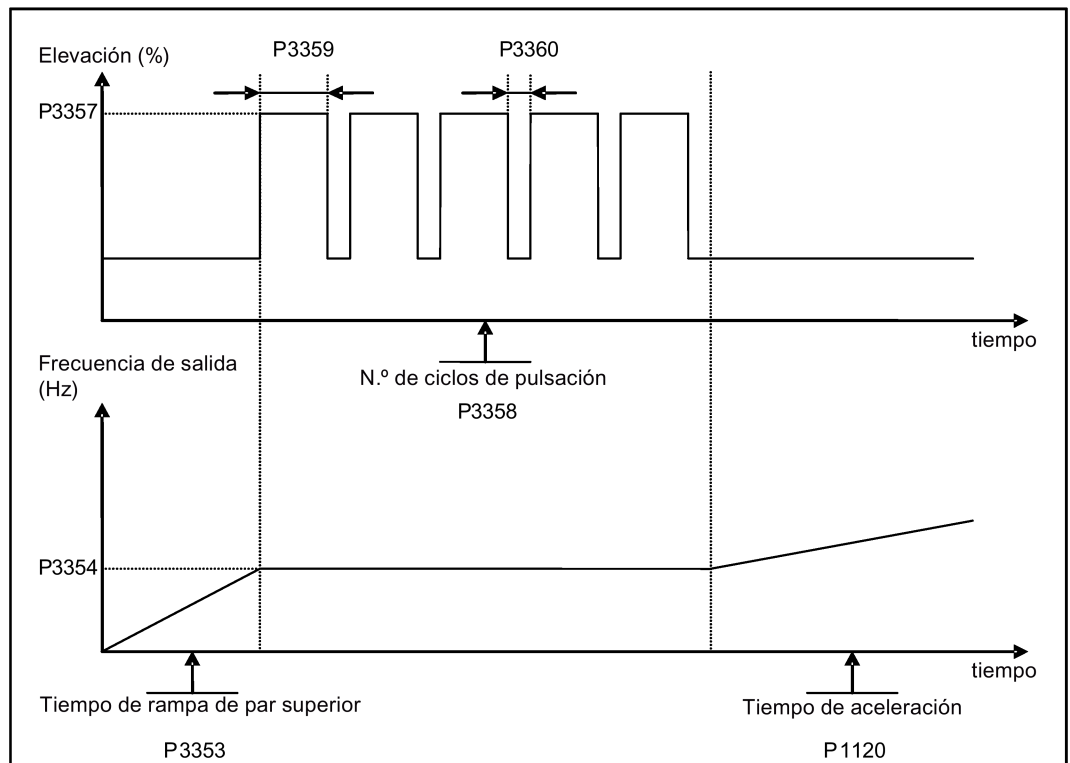 Elevación (%)
P3359
P3360
P3357
tiempo
N.º de ciclos de pulsación
P3358
Frecuencia de salida
(Hz)
P3354
tiempo
Tiempo de rampa de par superior
P3353
Tiempo de aceleración
P1120